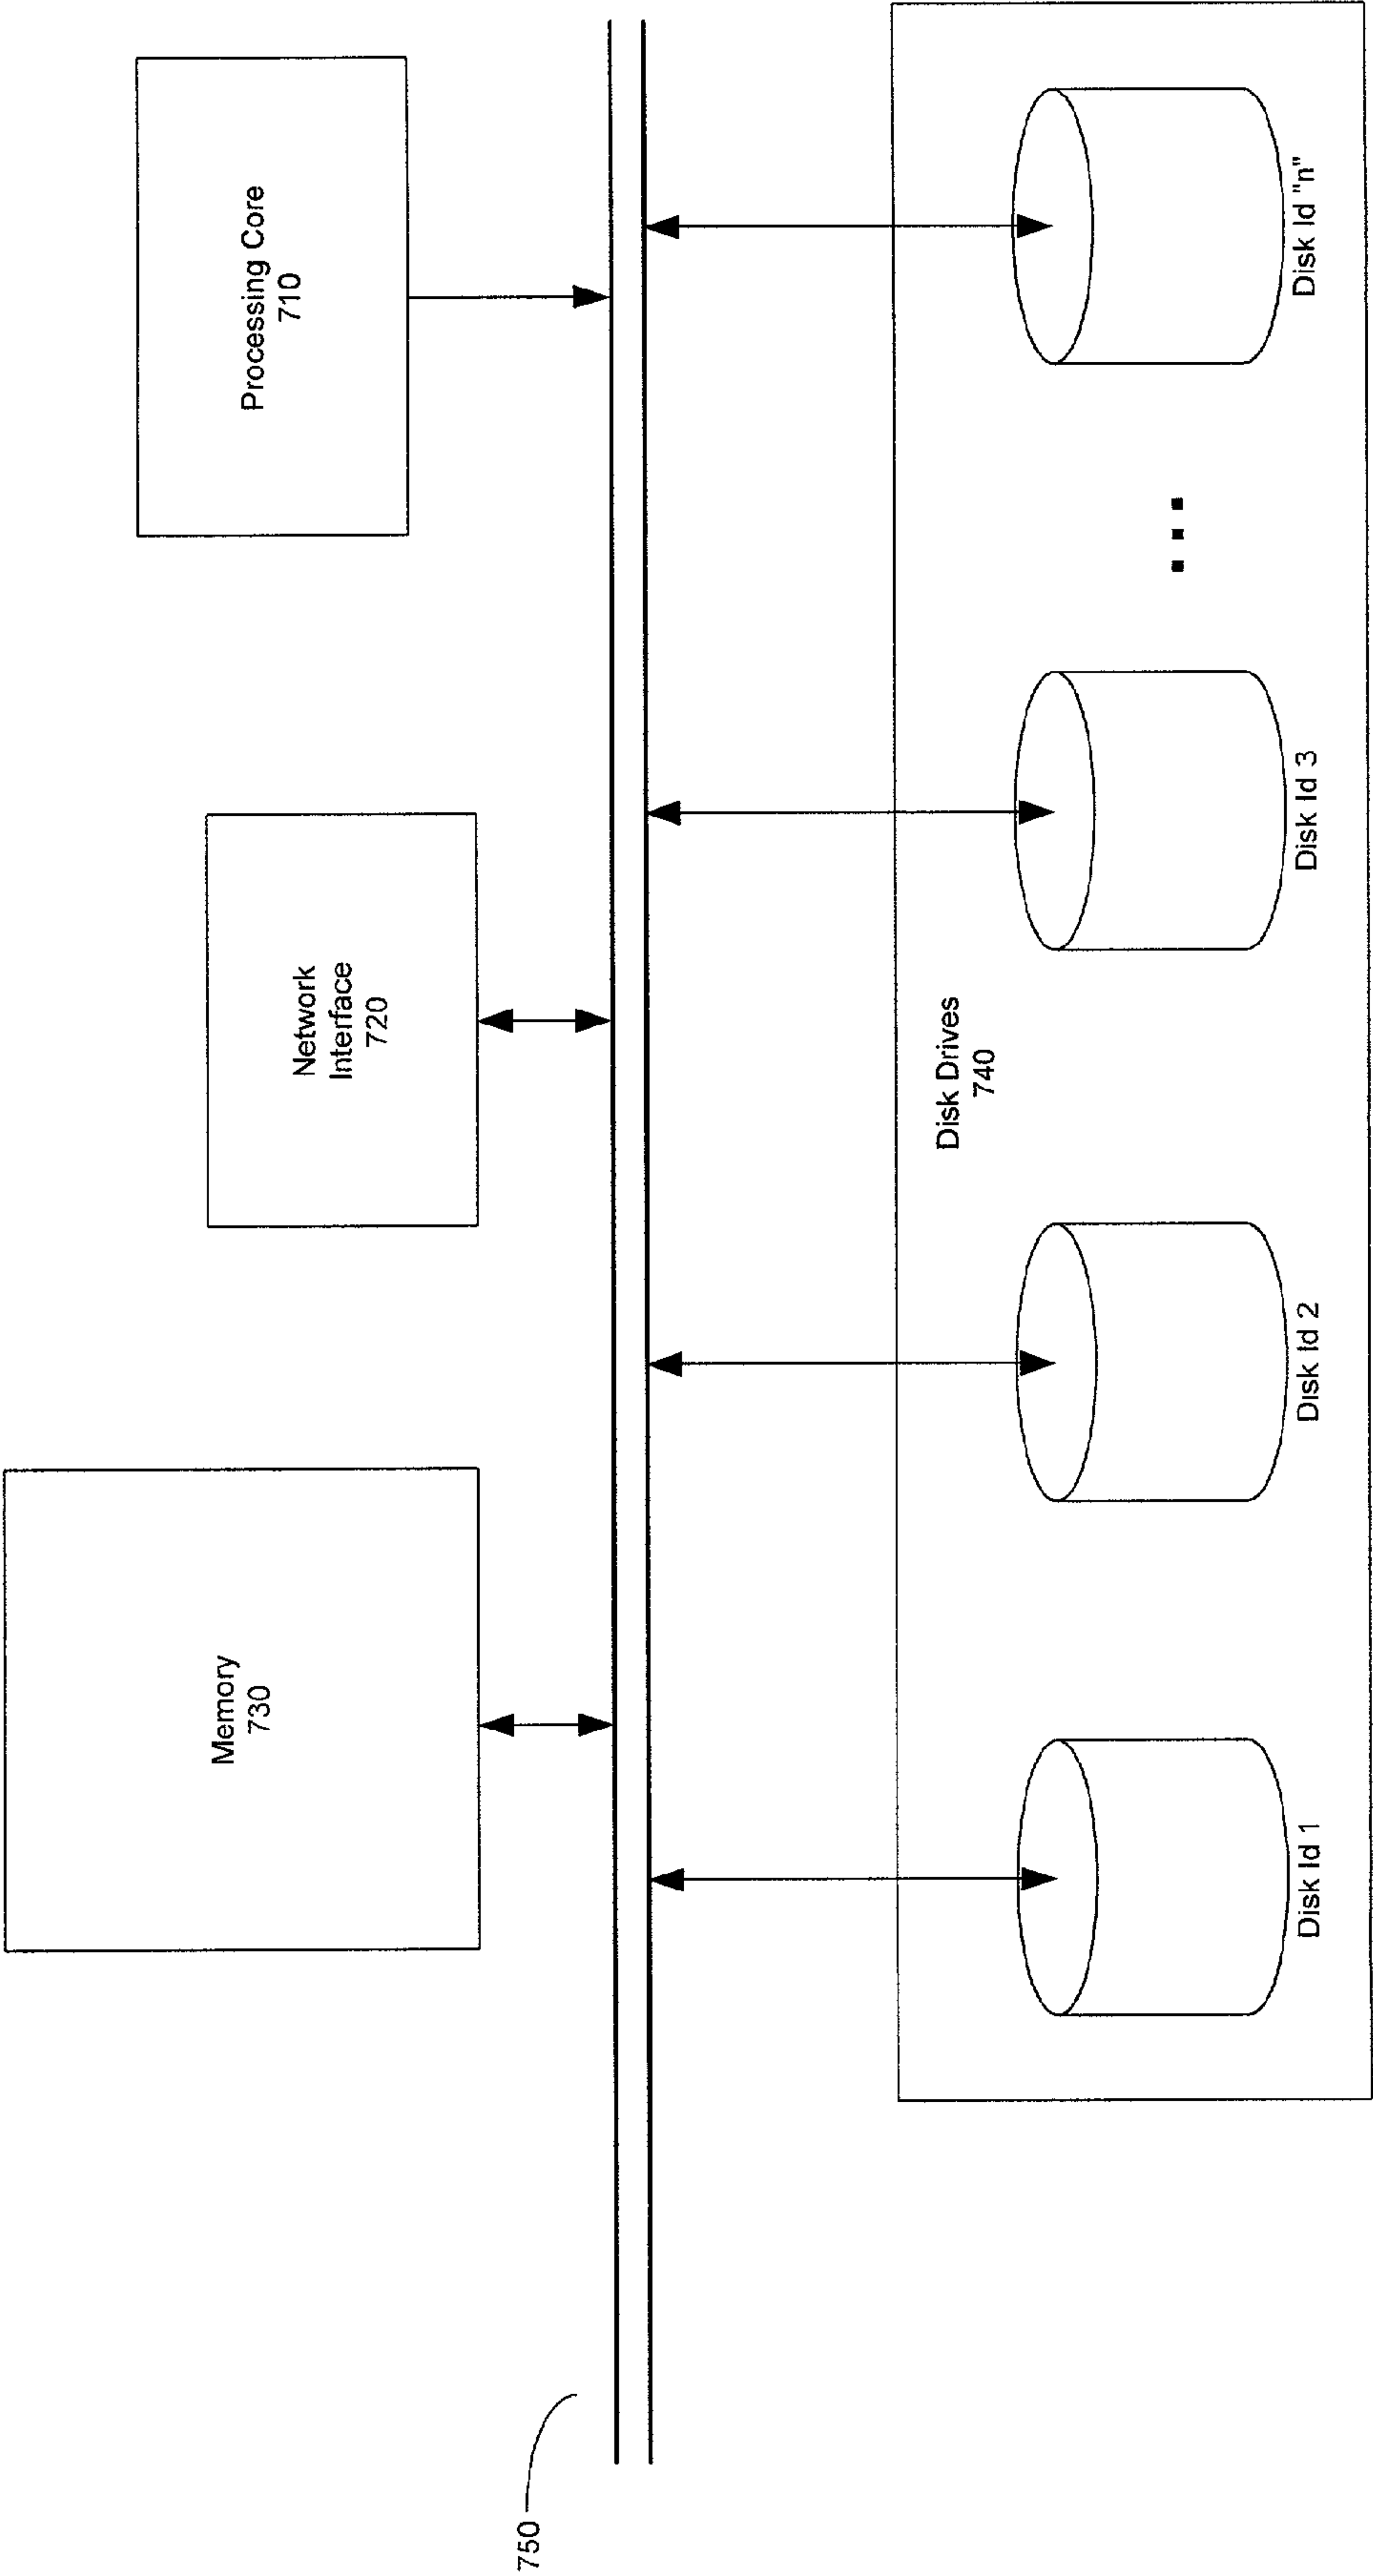 750
Memory
730
Network
Interface
720
Processing Core
710
Disk Drives
740
Disk Id 1
Disk Id 2
Disk Id 3
Disk Id "n"